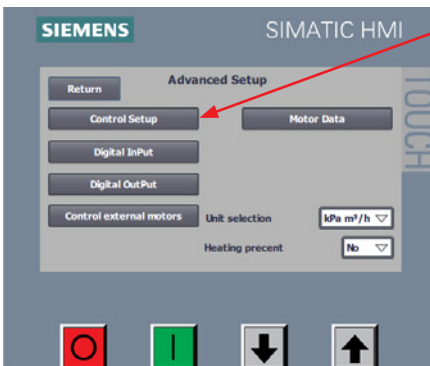 SIEMENS SIMATIC HMI
TOUCH
Advanced Setup
Return
Control Setup Motor Data
Digital InPut
Digital OutPut
Control external motors Unit selection kPa m³/h
Heating precent No